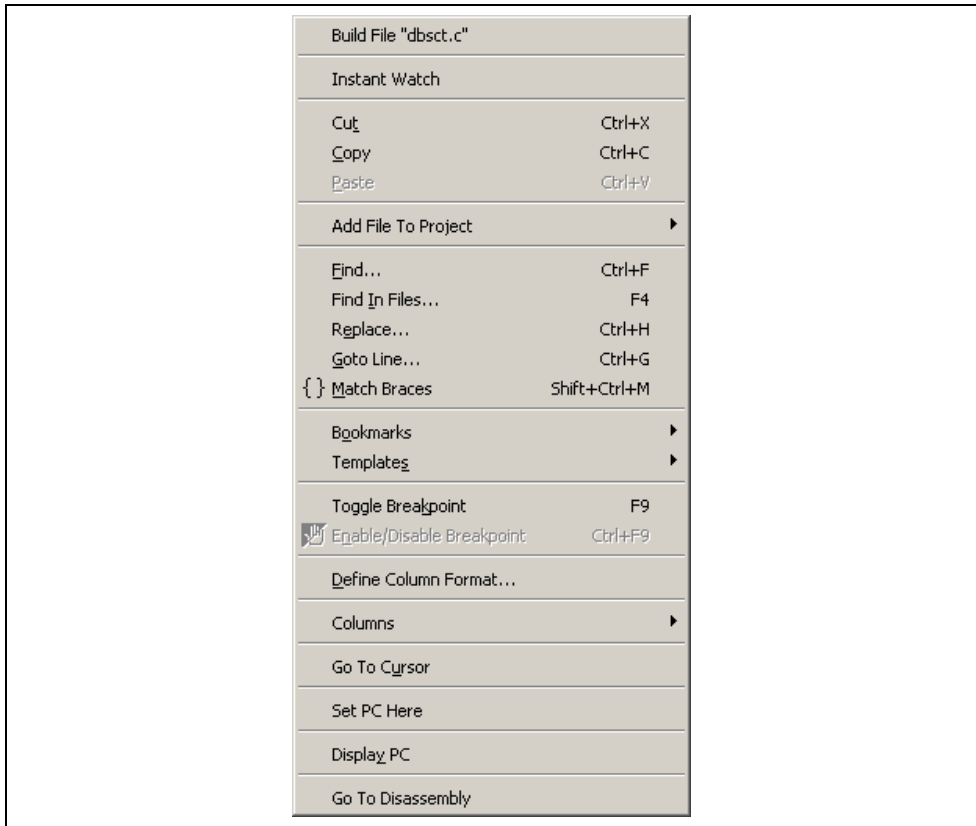 Build File "dbsct.c"
Instant Watch
Cut Ctrl+X
Copy Ctrl+C
Paste Ctrl+V
Add File To Project
Find... Ctrl+F
Find In Files... F4
Replace... Ctrl+H
Goto Line... Ctrl+G
{ } Match Braces Shift+Ctrl+M
Bookmarks
Templates
Toggle Breakpoint F9
Enable/Disable Breakpoint Ctrl+F9
Define Column Format...
Columns
Go To Cursor
Set PC Here
Display PC
Go To Disassembly